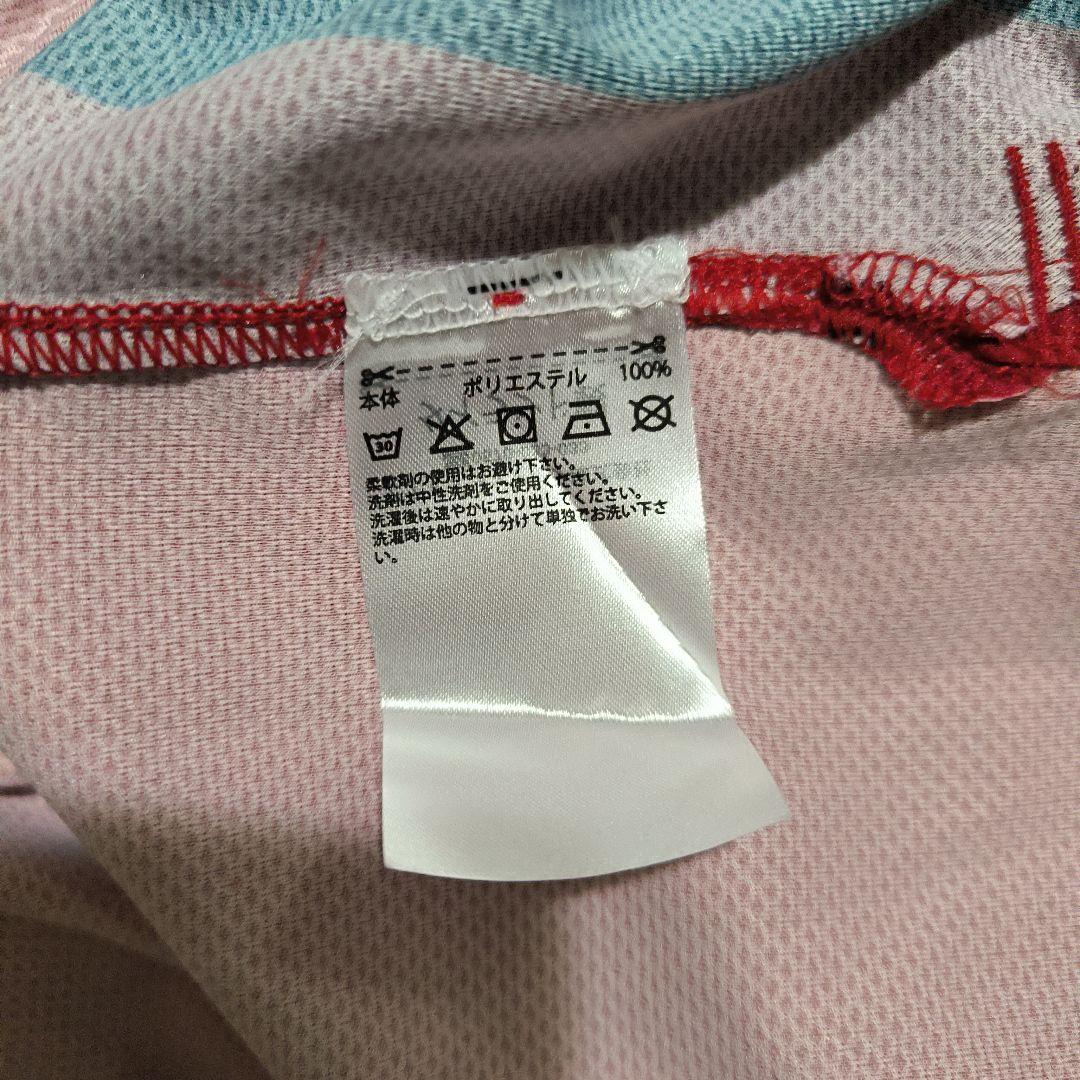 本体 ポリエステル 100%
30
柔軟剤の使用はお避け下さい。
洗剤は中性洗剤をご使用ください。
洗濯後は速やかに取り出してください。
洗濯時は他の物と分けて単独でお洗い下さ
い。